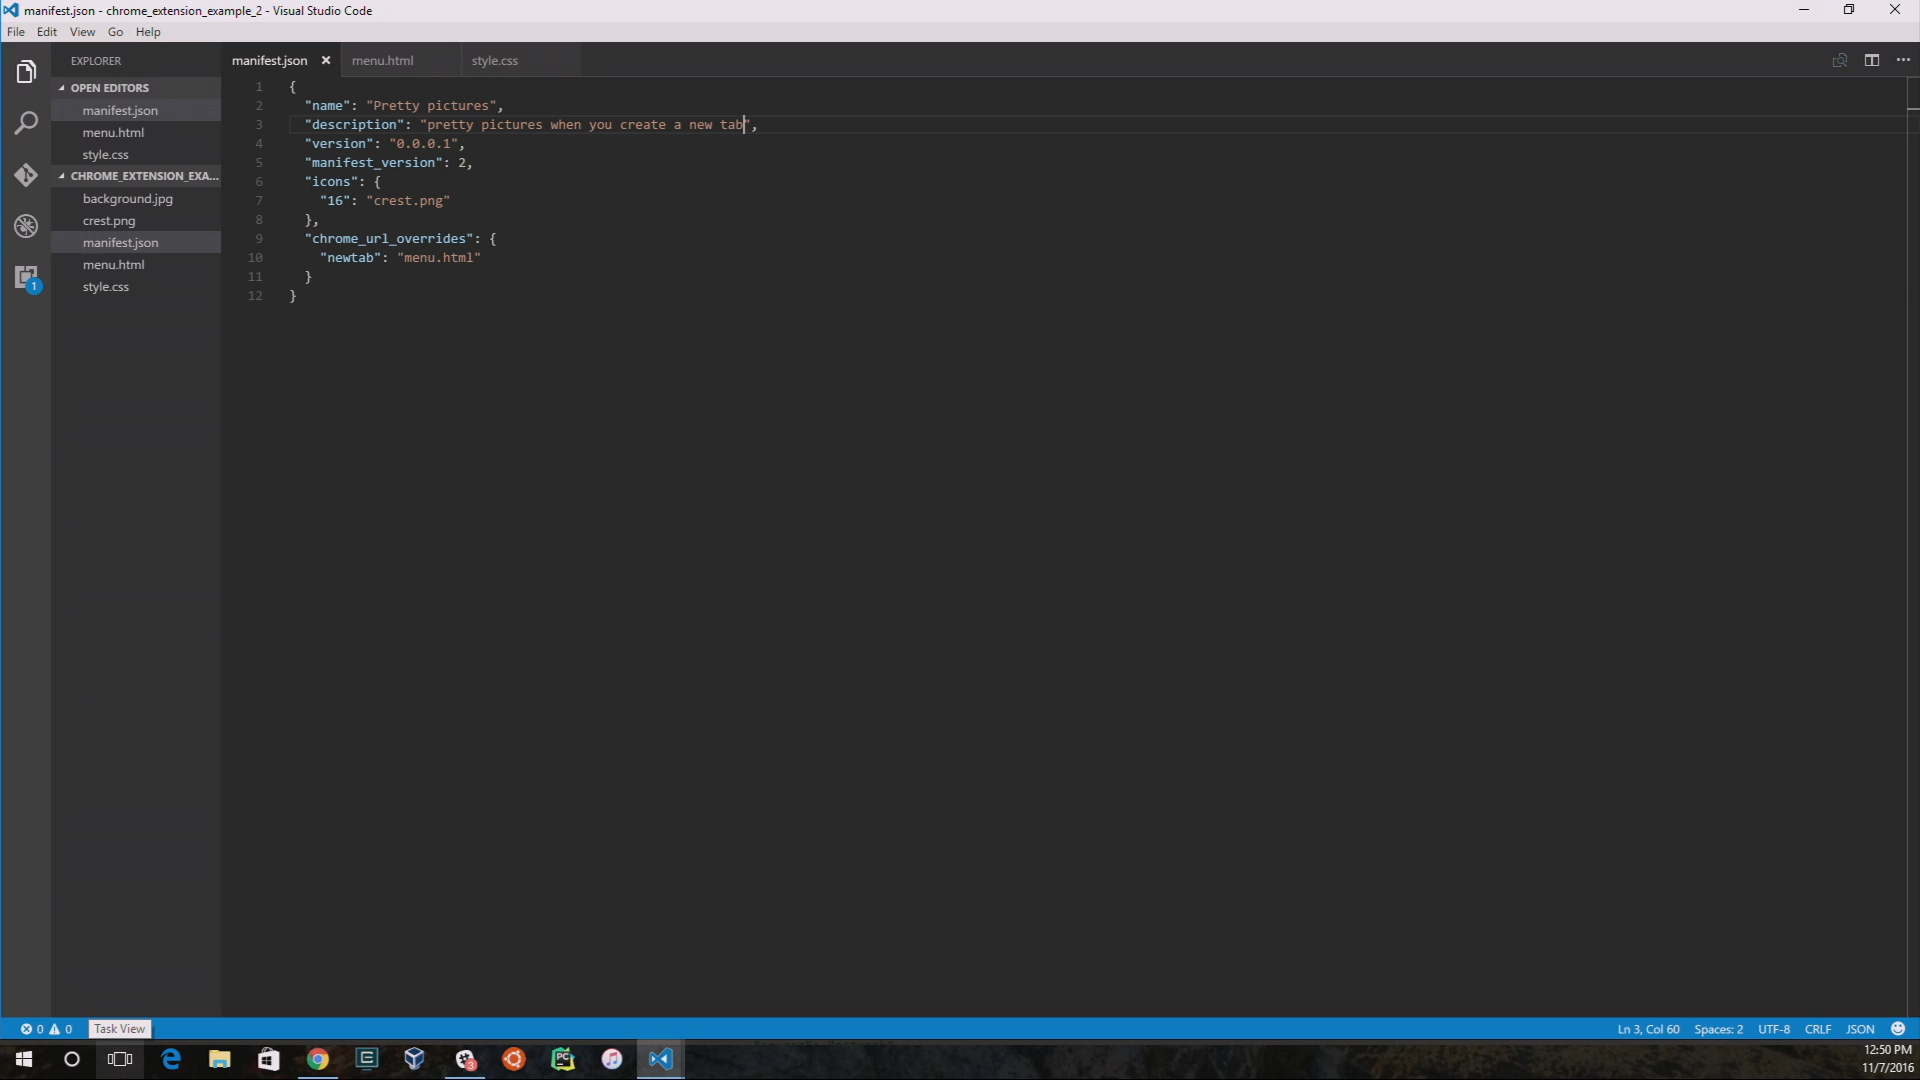 manifest.json - chrome_extension_example_2 - Visual Studio Code
File Edit View Go Help
EXPLORER
OPEN EDITORS
manifest.json
menu.html
style.css
CHROME_EXTENSION_EXA...
background.jpg
crest.png
manifest.json
menu.html
style.css
1
manifest.json menu.html style.css
1 {
2 "name": "Pretty pictures",
3 "description": "pretty pictures when you create a new tab",
4 "version": "0.0.0.1",
5 "manifest_version": 2,
6 "icons": {
7 "16": "crest.png"
8 },
9 "chrome_url_overrides": {
10 "newtab": "menu.html"
11 }
12 }
0 0 Task View
Ln 3, Col 60 Spaces: 2 UTF-8 CRLF JSON
3
PC
12:50 PM
11/7/2016